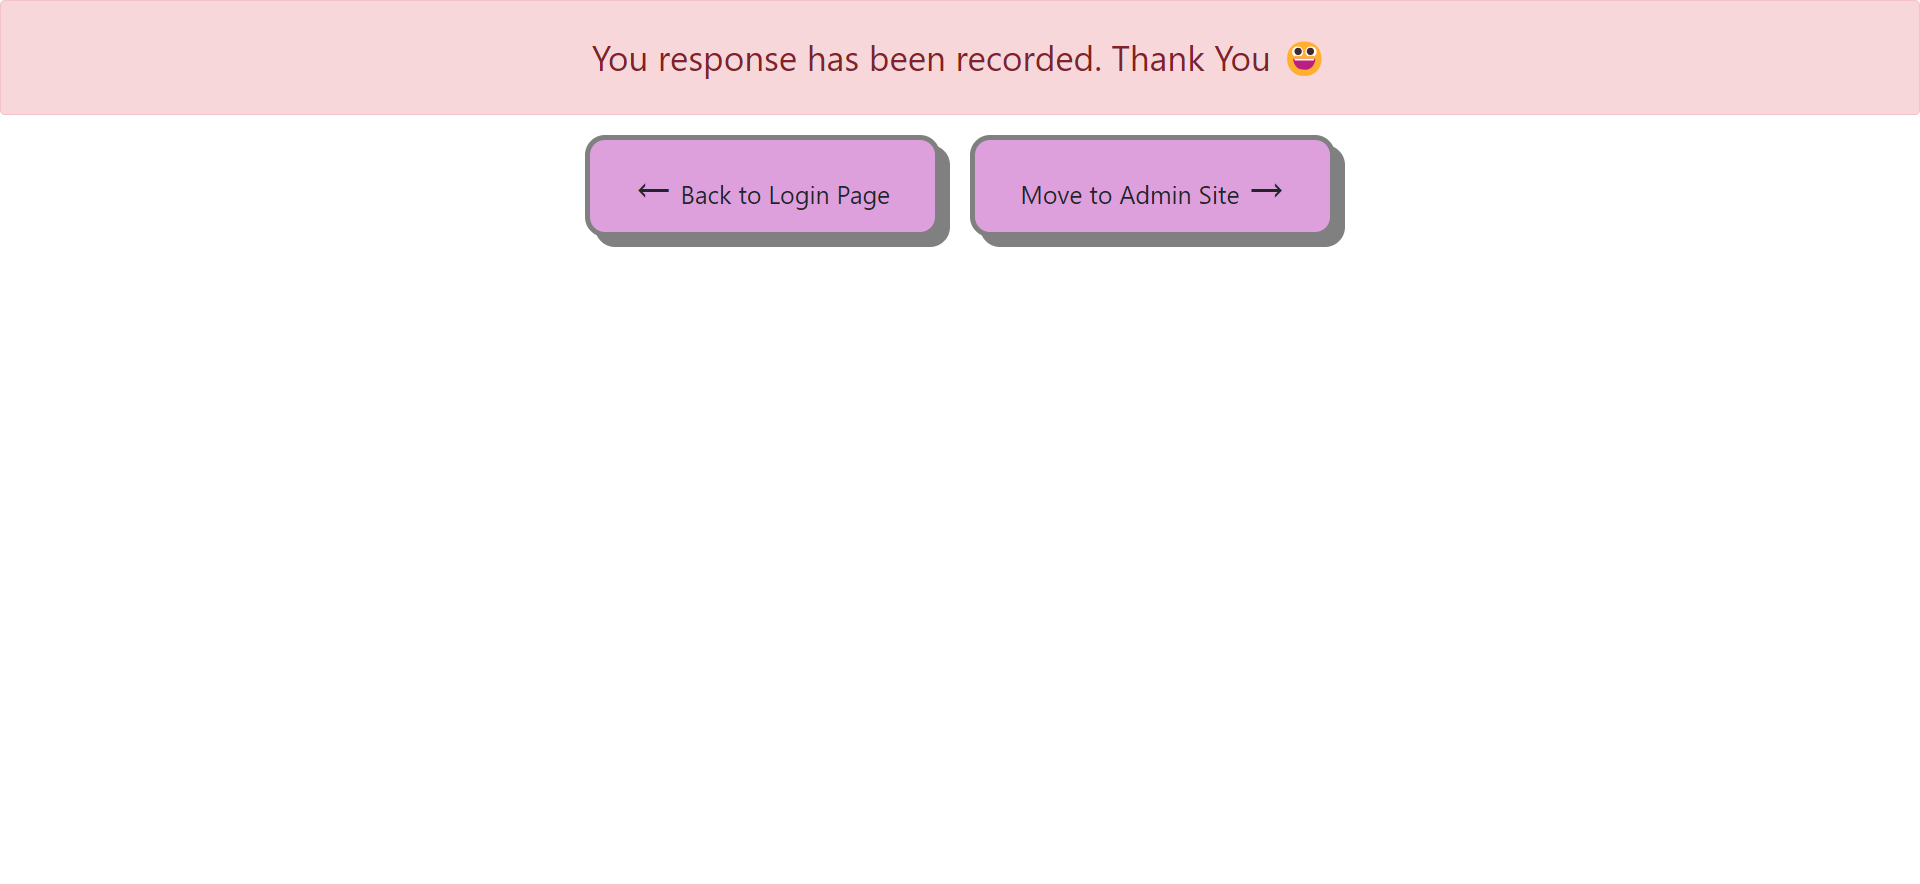 You response has been recorded. Thank You 😀
← Back to Login Page
Move to Admin Site →